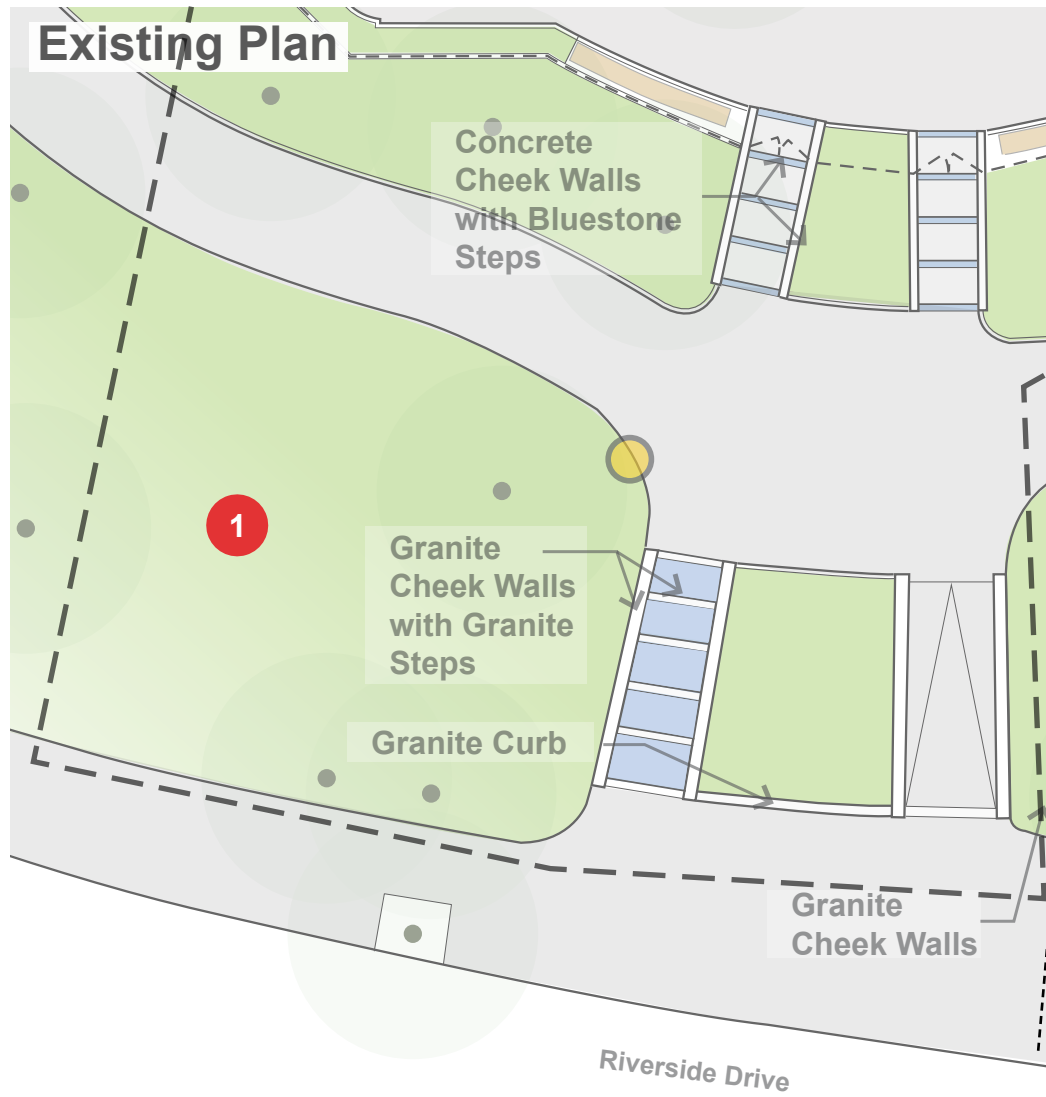 Existing Plan
Concrete
Cheek Walls
with Bluestone
Steps
1
Granite
Cheek Walls
with Granite
Steps
Granite Curb
Granite
Cheek Walls
Riverside Drive